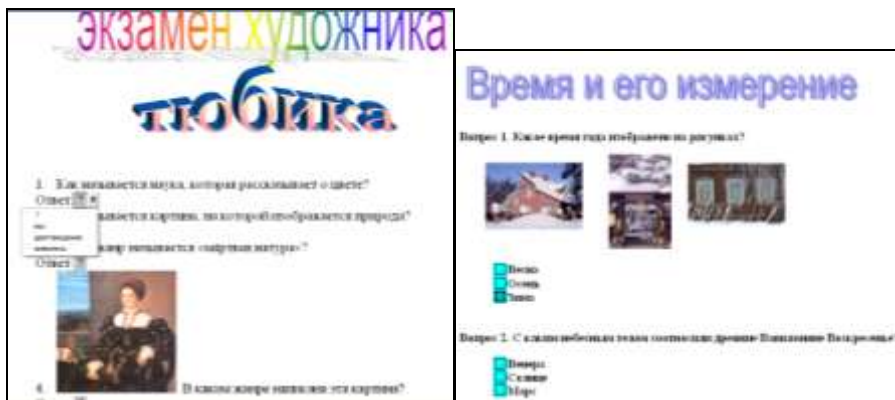 экзамен художника
тюбика
1. Как называется наука, которая рассказывает о цвете?
Ответ ?
называется картина, на которой изображается природа?
жанр называется «мёртвая натура»?
Ответ ?
4. В каком жанре написана эта картина?
Время и его измерение
Вопрос 1. Какое время года изображено на рисунках?
Весна
Осень
Зима
Вопрос 2. С каким небесным телом соотносили древние Воскресенье
Венера
Солнце
Марс